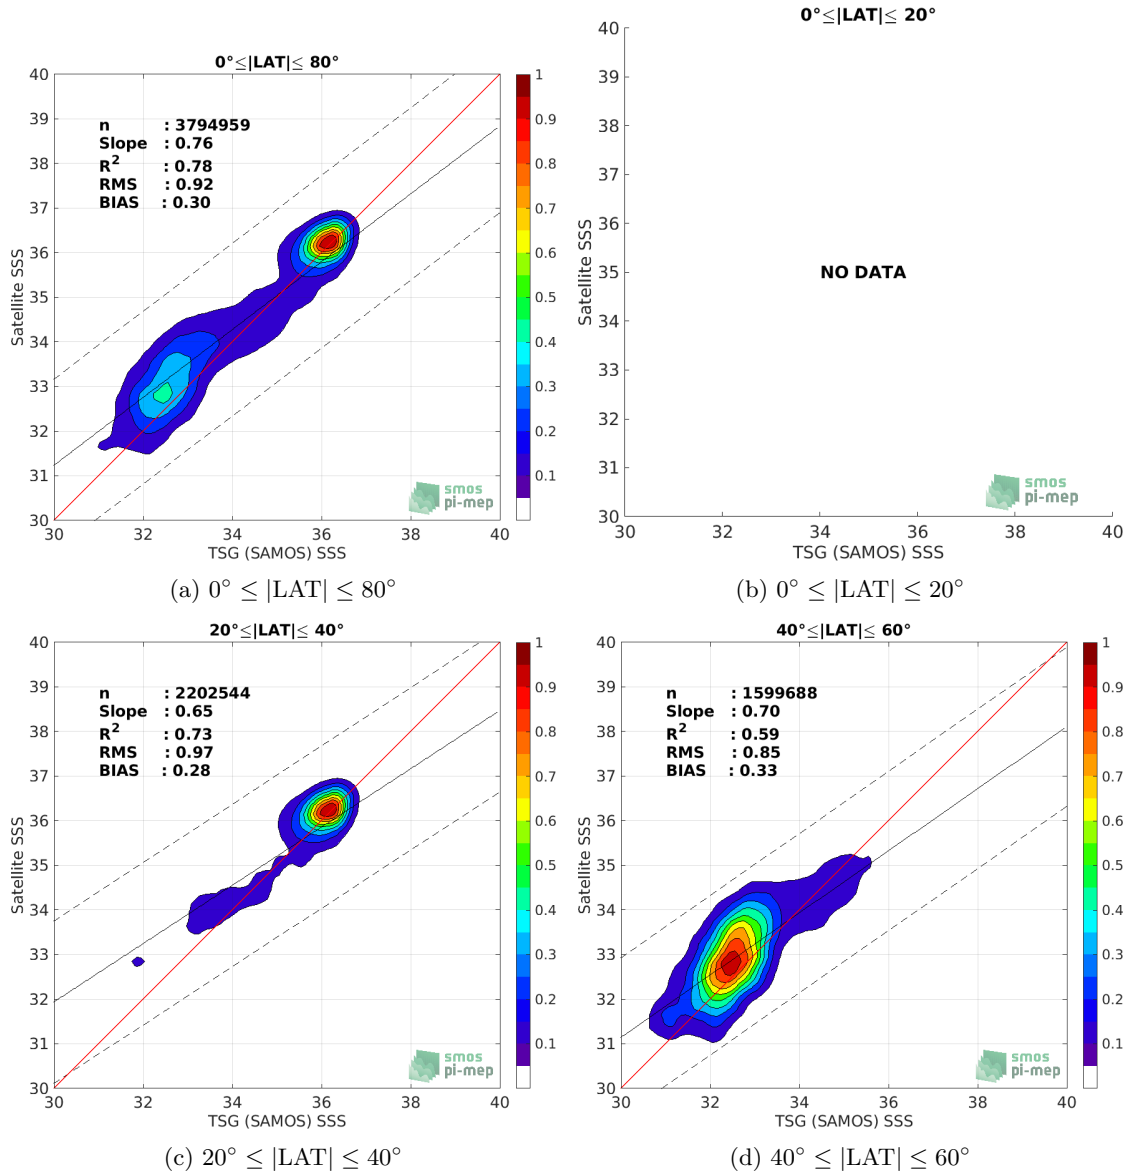 0°≤|LAT|≤ 80°
40
39
38
37
36
35
34
33
32
31
30
n : 3794959
Slope : 0.76
R² : 0.78
RMS : 0.92
BIAS : 0.30
Satellite SSS
smos
pi-mep
30 32 34 36 38 40
TSG (SAMOS) SSS
1
0.9
0.8
0.7
0.6
0.5
0.4
0.3
0.2
0.1
(a) 0° ≤ |LAT| ≤ 80°
0°≤|LAT|≤ 20°
40
39
38
37
36
35
34
33
32
31
30
Satellite SSS
NO DATA
smos
pi-mep
30 32 34 36 38 40
TSG (SAMOS) SSS
(b) 0° ≤ |LAT| ≤ 20°
20°≤|LAT|≤ 40°
40
39
38
37
36
35
34
33
32
31
30
n : 2202544
Slope : 0.65
R² : 0.73
RMS : 0.97
BIAS : 0.28
Satellite SSS
smos
pi-mep
30 32 34 36 38 40
TSG (SAMOS) SSS
1
0.9
0.8
0.7
0.6
0.5
0.4
0.3
0.2
0.1
(c) 20° ≤ |LAT| ≤ 40°
40°≤|LAT|≤ 60°
40
39
38
37
36
35
34
33
32
31
30
n : 1599688
Slope : 0.70
R² : 0.59
RMS : 0.85
BIAS : 0.33
Satellite SSS
smos
pi-mep
30 32 34 36 38 40
TSG (SAMOS) SSS
1
0.9
0.8
0.7
0.6
0.5
0.4
0.3
0.2
0.1
(d) 40° ≤ |LAT| ≤ 60°